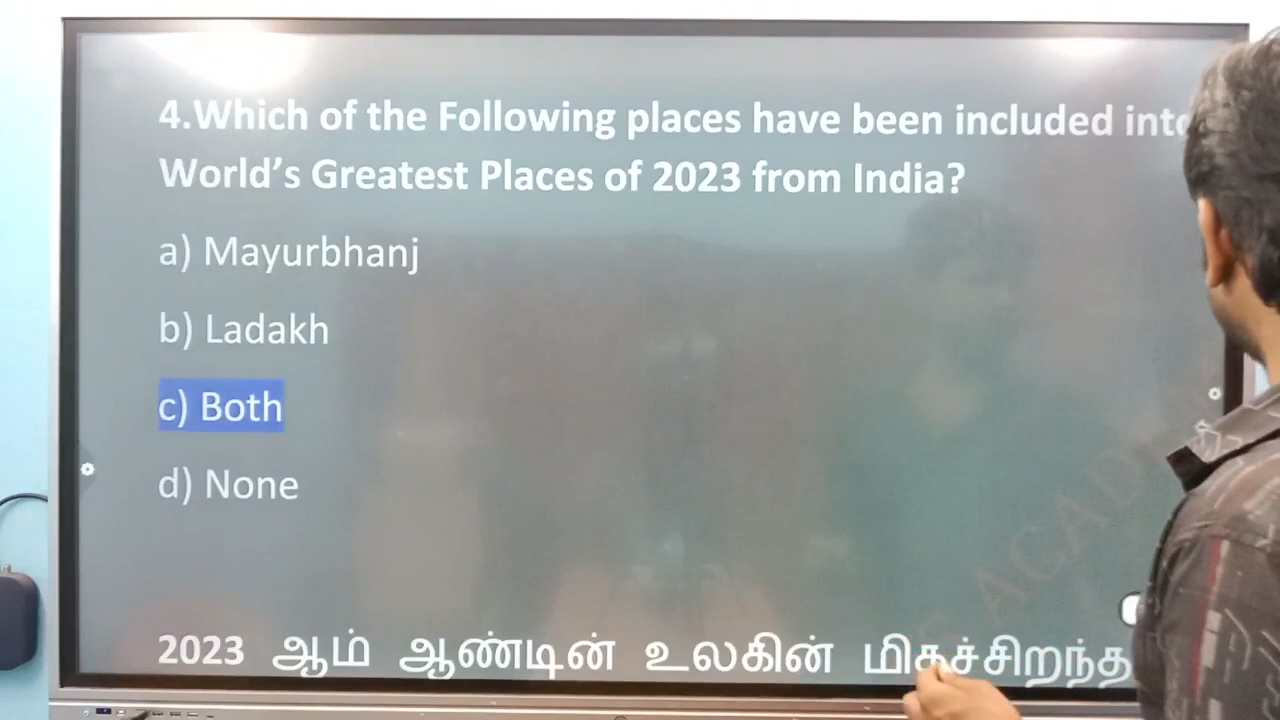 4.Which of the Following places have been included into
World's Greatest Places of 2023 from India?
a) Mayurbhanj
b) Ladakh
c) Both
d) None
2023 ஆம் ஆண்டின் உலகின் மிகச்சிறந்த